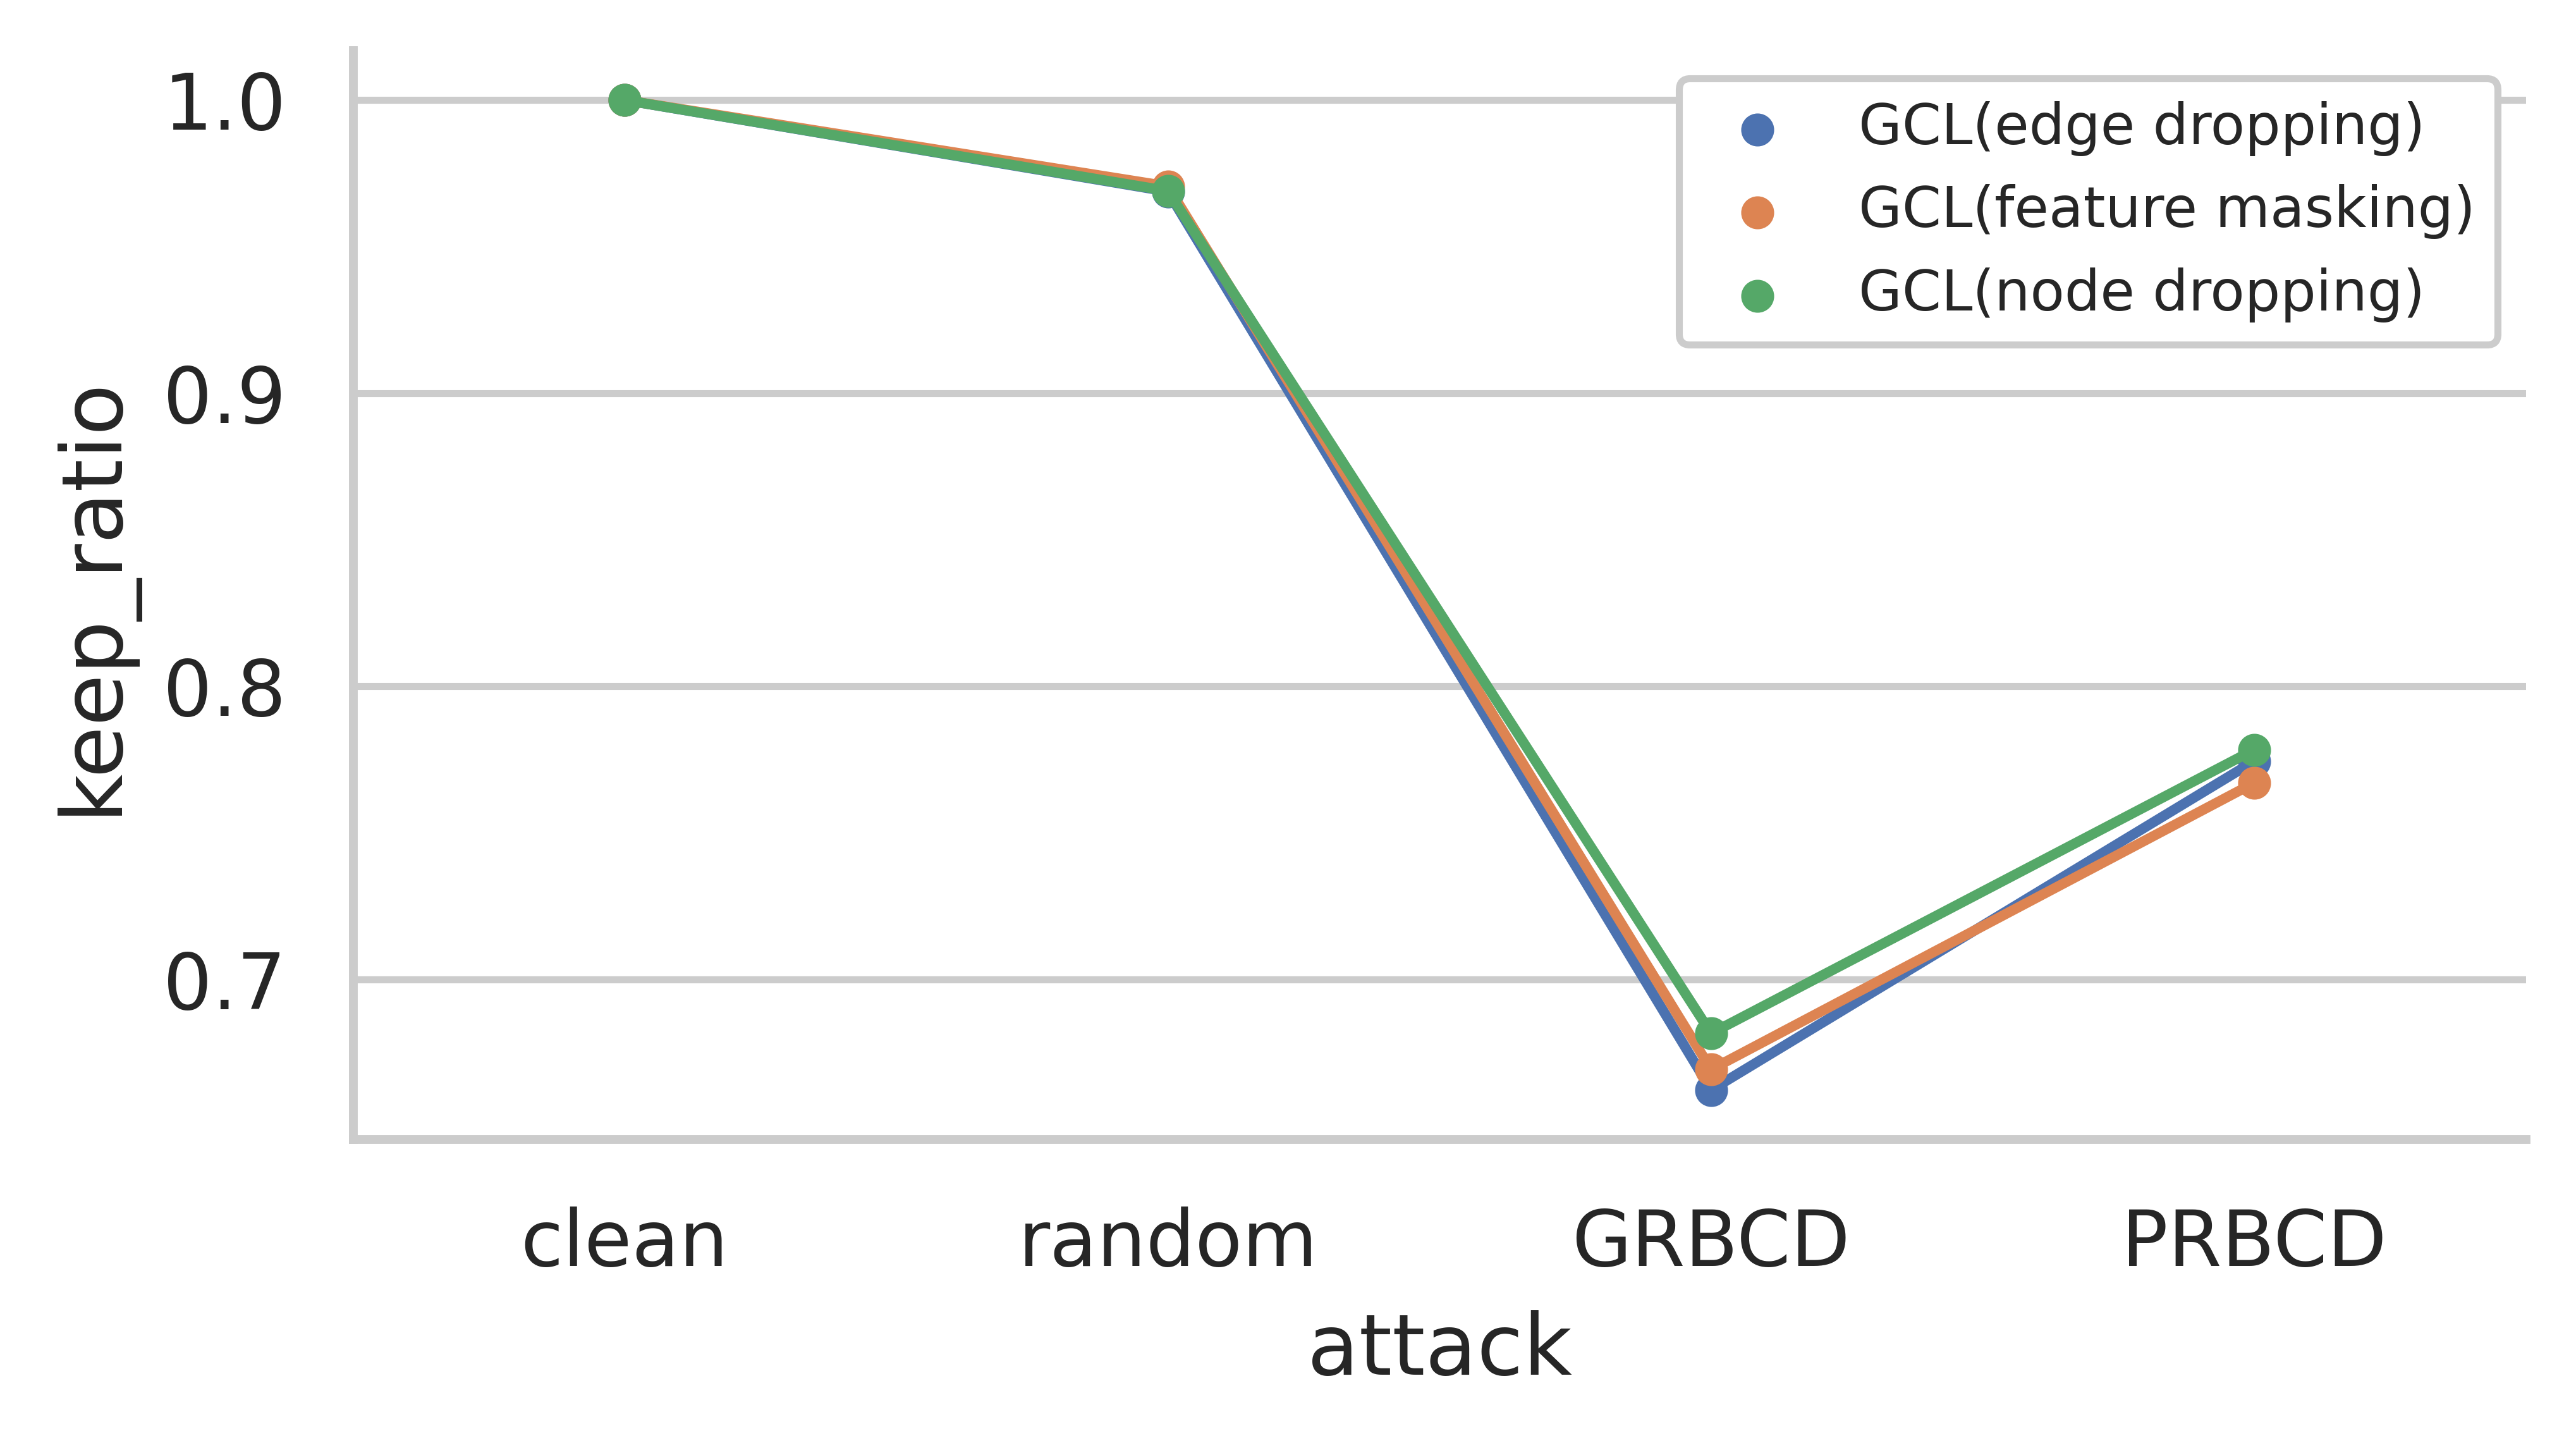 1.0
0.9
0.8
0.7
keep_ratio
GCL(edge dropping)
GCL(feature masking)
GCL(node dropping)
clean
random
GRBCD
PRBCD
attack